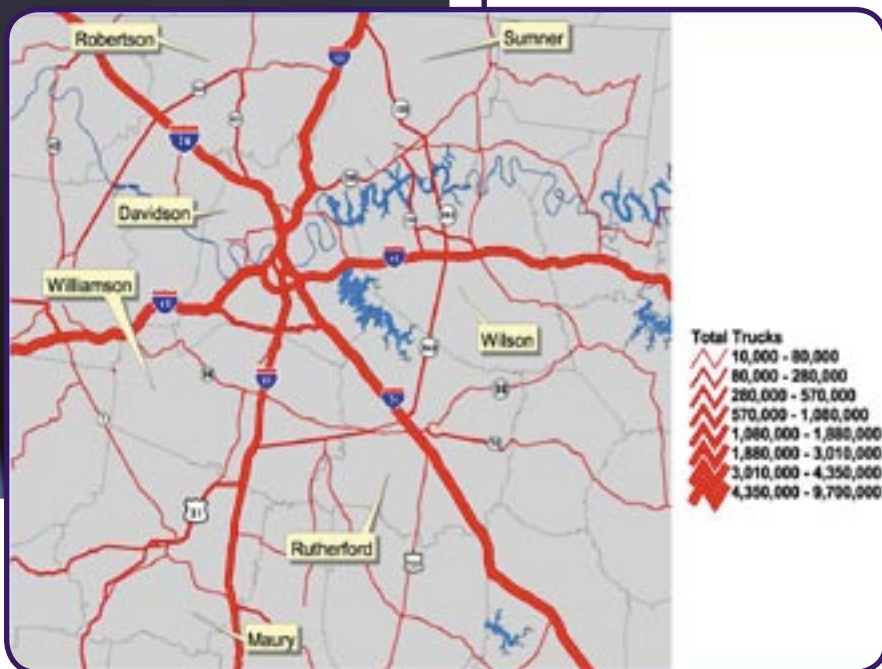 Robertson
Sumner
Davidson
Williamson
Wilson
31
Rutherford
Maury
Total Trucks
10,000 - 80,000
80,000 - 280,000
280,000 - 570,000
570,000 - 1,080,000
1,080,000 - 1,880,000
1,880,000 - 3,010,000
3,010,000 - 4,350,000
4,350,000 - 9,700,000